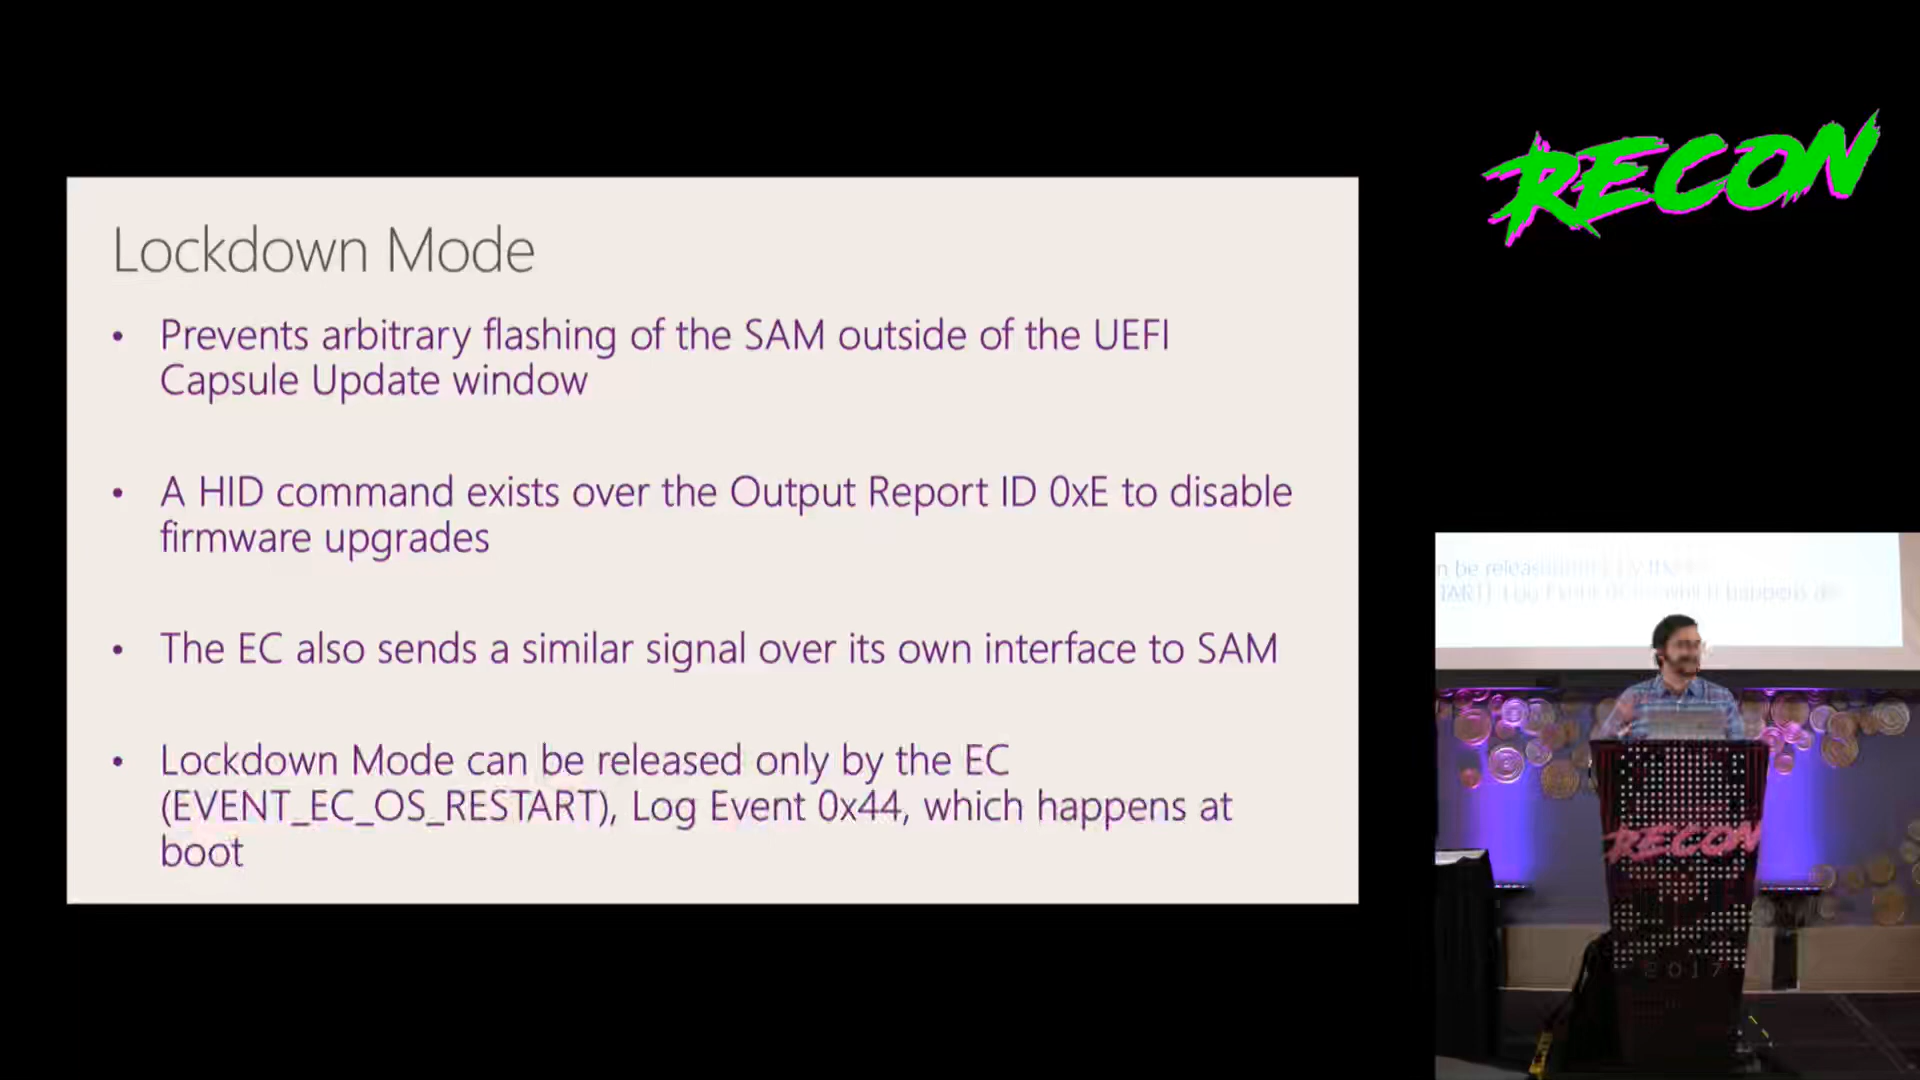 RECON
Lockdown Mode
• Prevents arbitrary flashing of the SAM outside of the UEFI
Capsule Update window
• A HID command exists over the Output Report ID 0xE to disable
firmware upgrades
• The EC also sends a similar signal over its own interface to SAM
• Lockdown Mode can be released only by the EC
(EVENT_EC_OS_RESTART), Log Event 0x44, which happens at
boot
n be released
RECON
2017